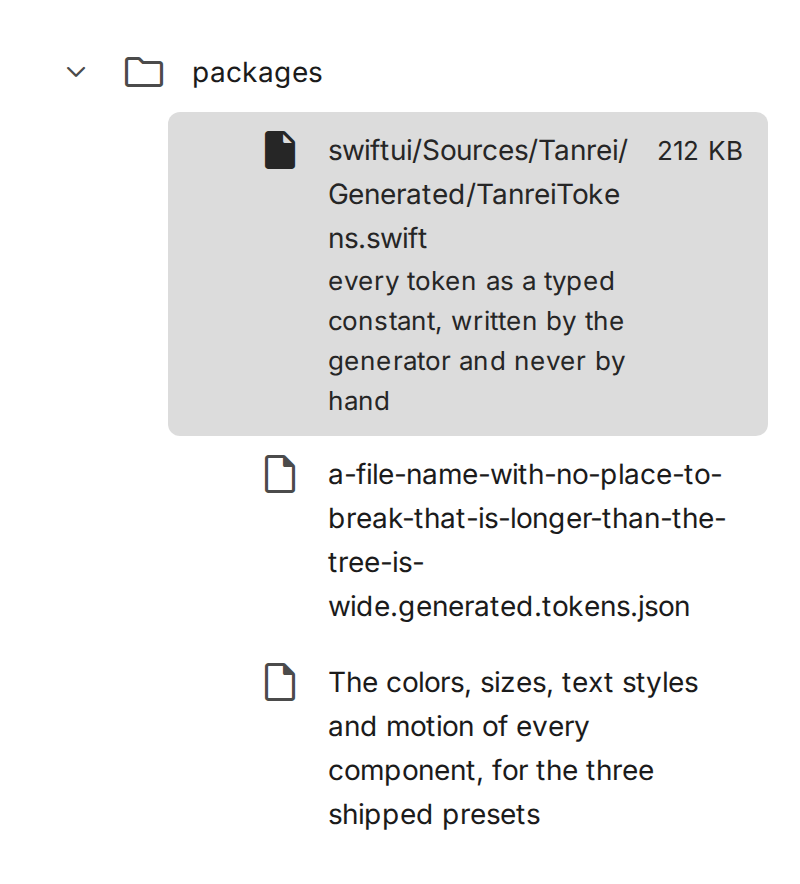 packages
swiftui/Sources/Tanrei/ 212 KB
Generated/TanreiToke
ns.swift
every token as a typed
constant, written by the
generator and never by
hand
a-file-name-with-no-place-to-
break-that-is-longer-than-the-
tree-is-
wide.generated.tokens.json
The colors, sizes, text styles
and motion of every
component, for the three
shipped presets